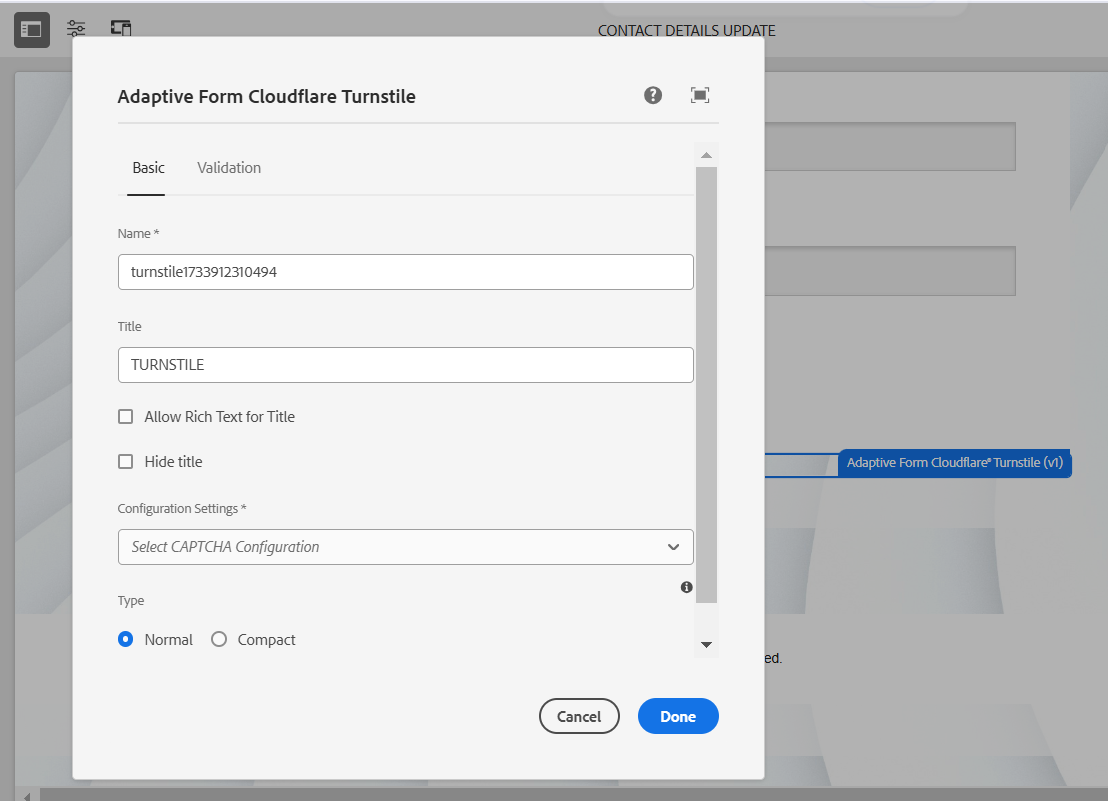 CONTACT DETAILS UPDATE
Adaptive Form Cloudflare Turnstile
Basic Validation
Name *
turnstile1733912310494
Title
TURNSTILE
Allow Rich Text for Title
Hide title
Adaptive Form Cloudflare® Turnstile (v1)
Configuration Settings *
Select CAPTCHA Configuration
Type
Normal Compact
ed.
Cancel Done